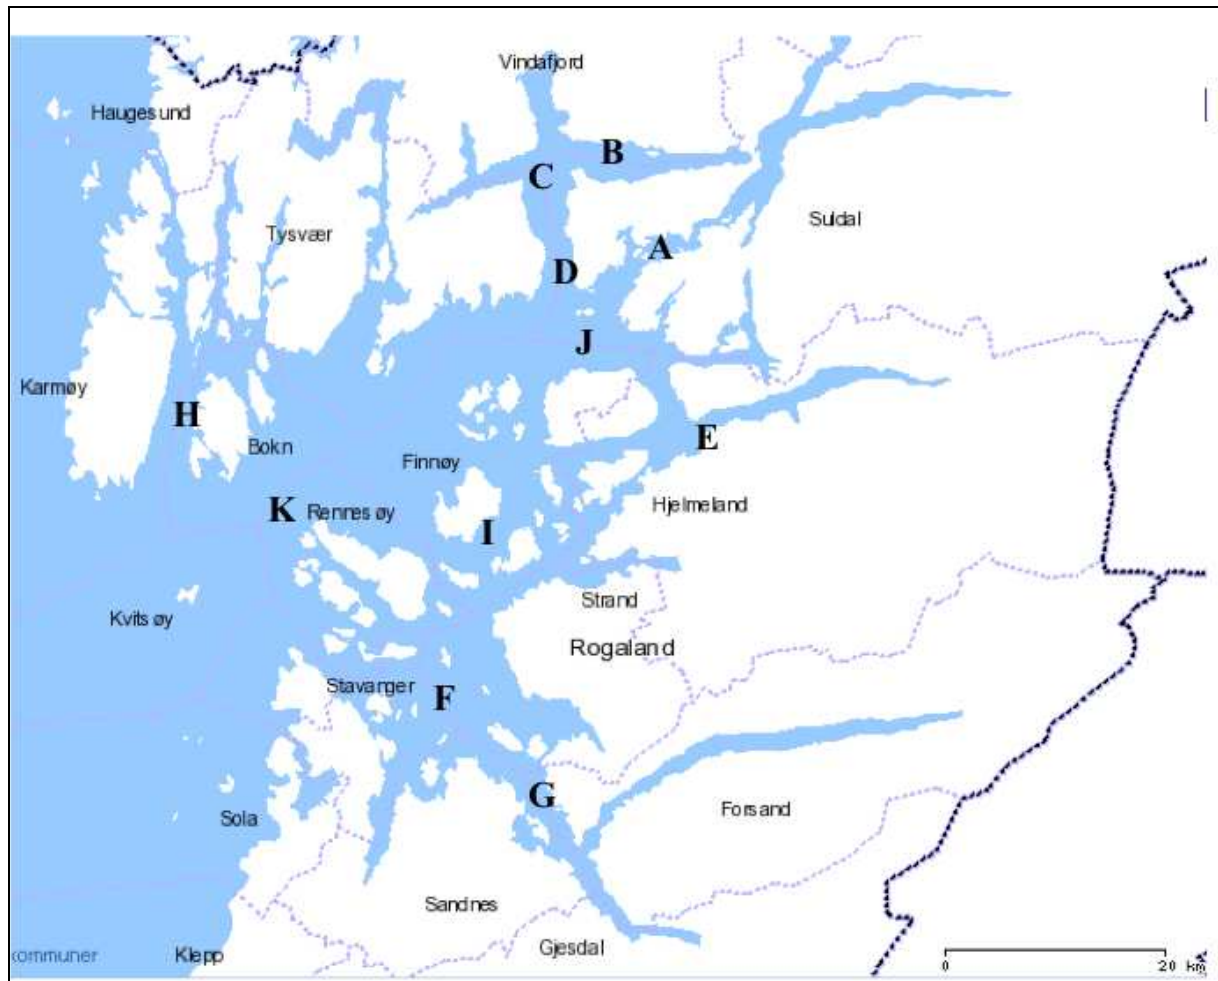 Vindafjord
Haugesund
B
C
Suldal
Tysvær
A
D
J
Karmøy
H
E
Bokn
Finnøy
K
Rennesøy
I
Hjelmeland
Strand
Kvitsøy
Rogaland
Stavanger
F
G
Sola
Forsand
Sandnes
Gjesdal
kommuner
Klepp
0 20 km